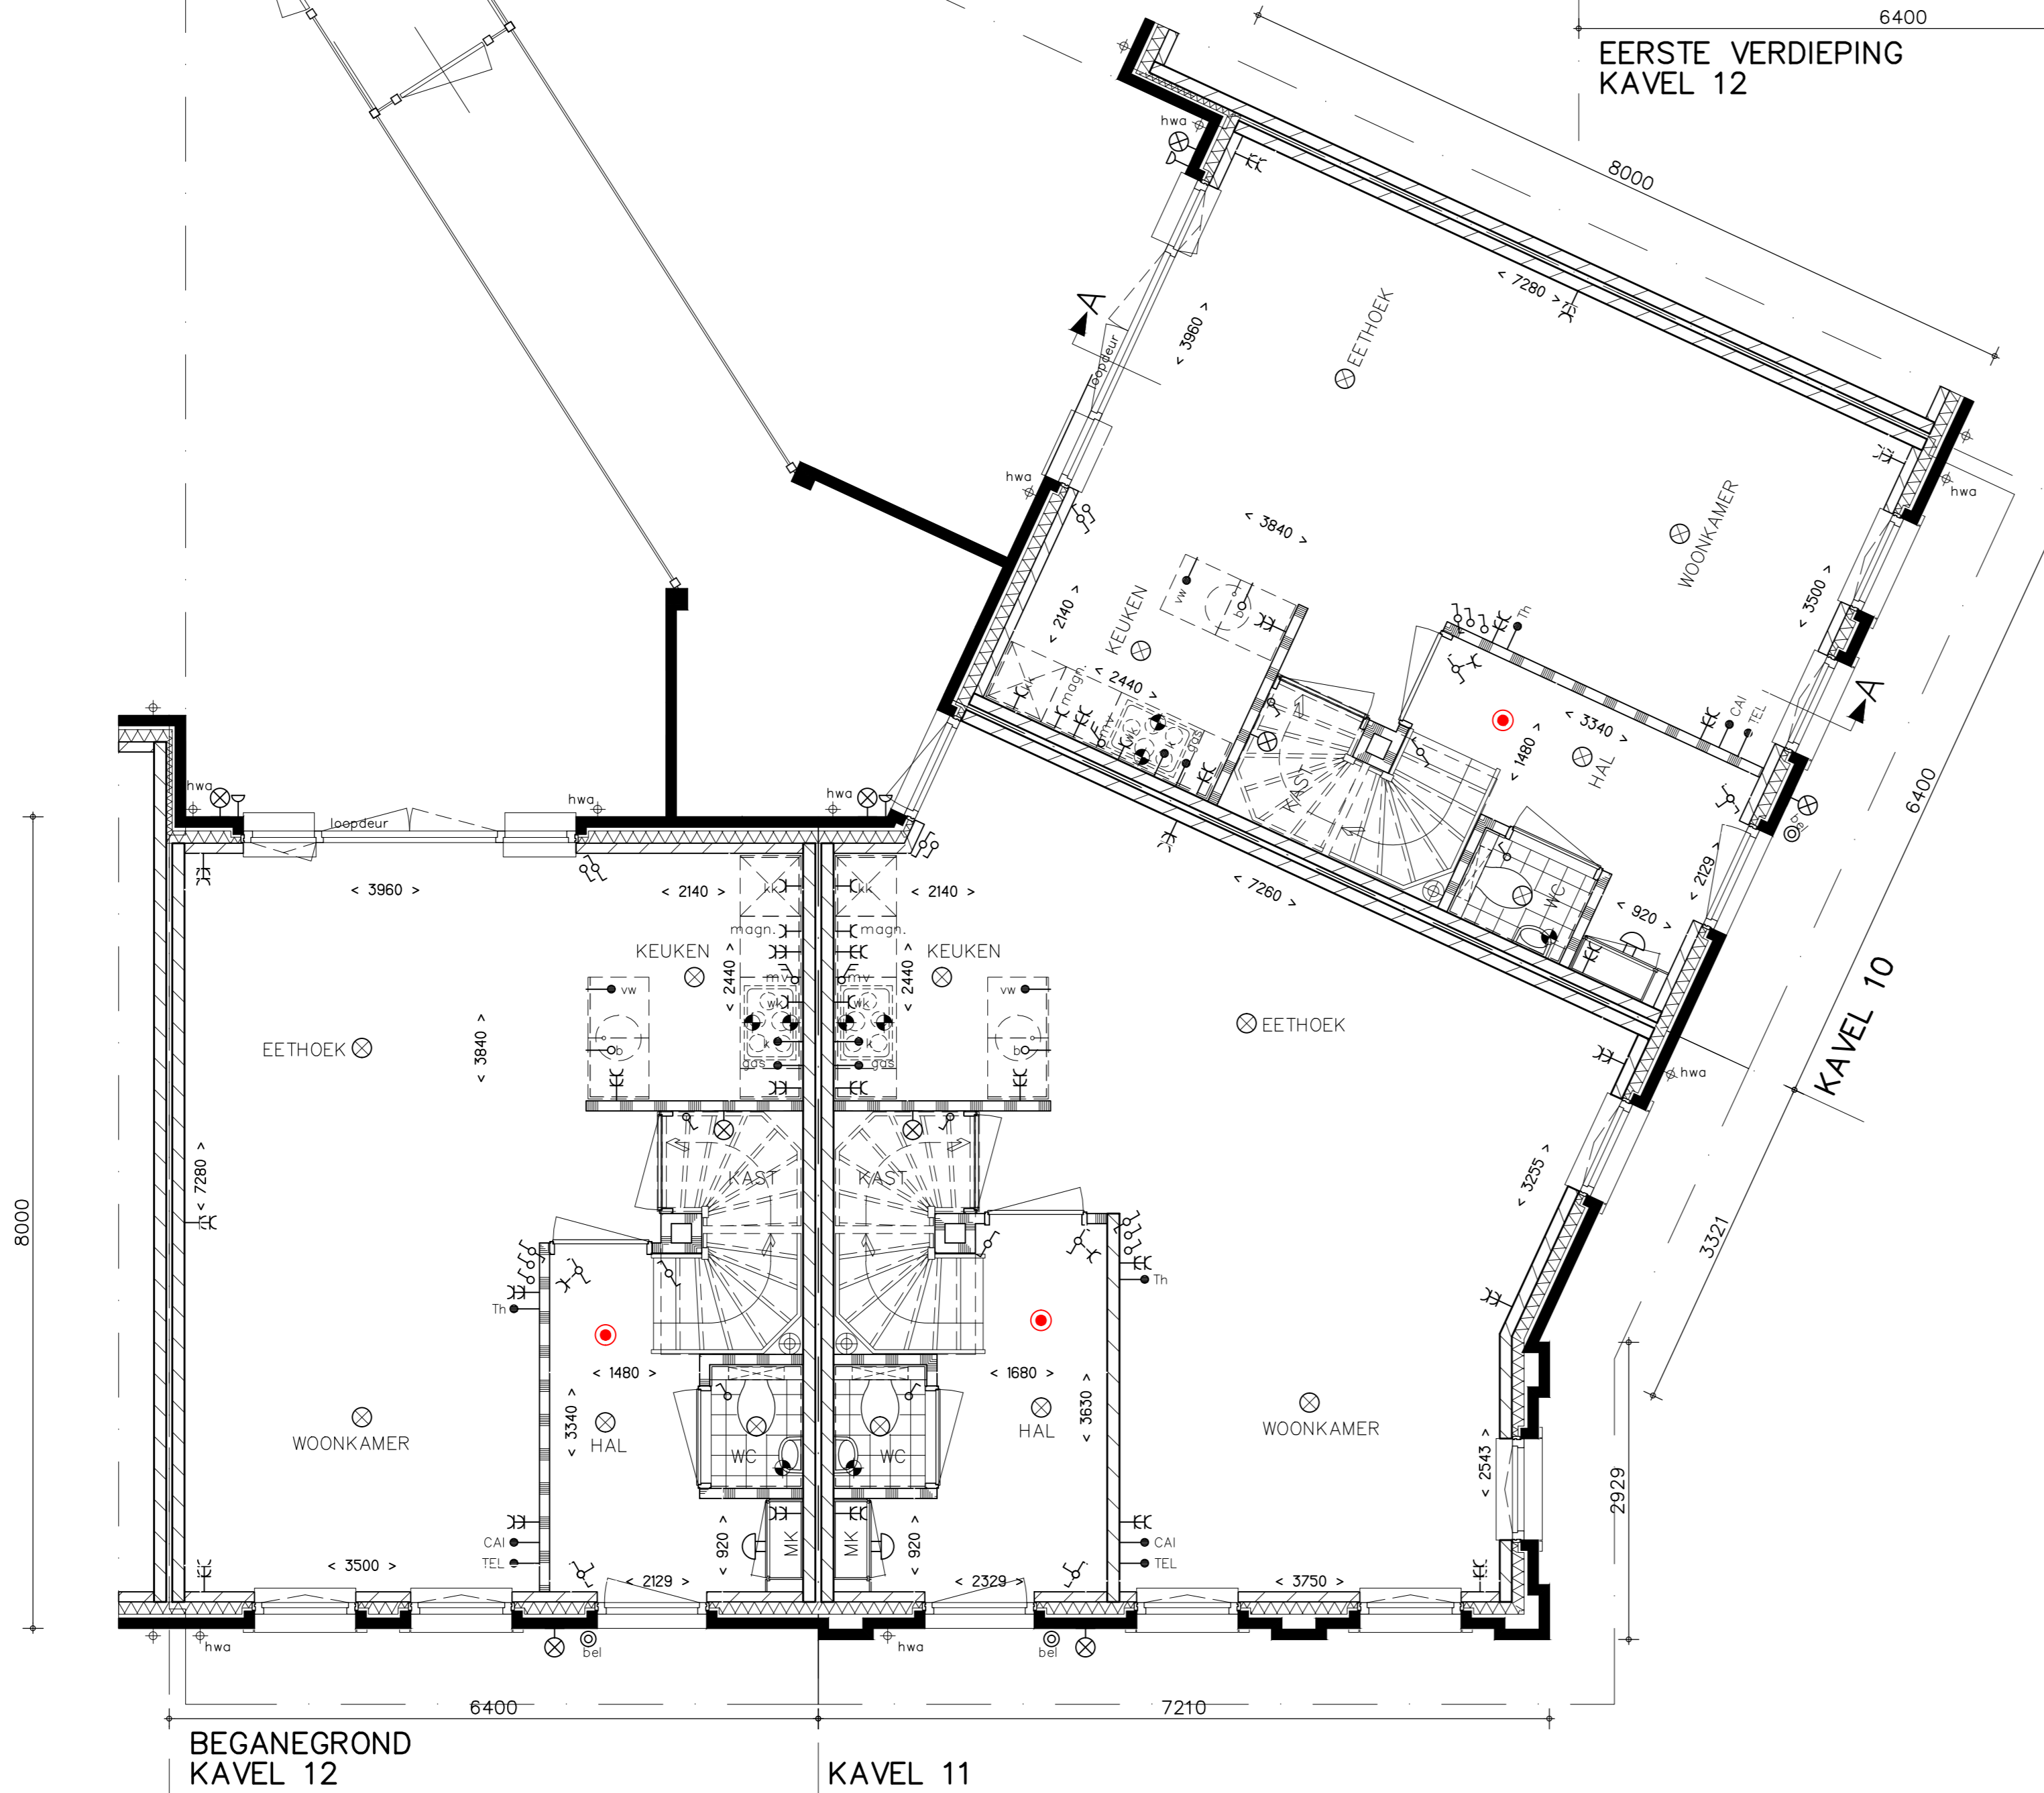 6400
EERSTE VERDIEPING
KAVEL 12
8000
hwa
< 7280 >
EETHOEK
A
< 3960 >
loopdeur
hwa
hwa
WOONKAMER
< 3840 >
< 3500 >
Th
vw
b
KEUKEN
< 2140 >
< 2440 >
kk
magn.
mv
wk
k
gas
A
CAI
TEL
< 3340 >
< 1480 >
HAL
KAST
6400
bel
< 2129 >
WC
< 920 >
< 7260 >
KAVEL 10
hwa
hwa
loopdeur
hwa
hwa
< 3960 >
< 2140 >
kk
kk
< 2140 >
magn.
magn.
KEUKEN
KEUKEN
< 2440 >
< 2440 >
mv
mv
vw
wk
wk
vw
EETHOEK
EETHOEK
< 3840 >
b
k
k
b
gas
gas
< 7280 >
KAST
KAST
< 3255 >
8000
3321
Th
Th
< 1480 >
< 1680 >
< 3340 >
< 3630 >
WOONKAMER
HAL
WC
WC
HAL
WOONKAMER
< 2543 >
2929
CAI
TEL
< 920 >
MK
MK
< 920 >
CAI
TEL
< 3500 >
< 2129 >
< 2329 >
< 3750 >
hwa
bel
hwa
bel
6400
7210
BEGANEGROND
KAVEL 12
KAVEL 11